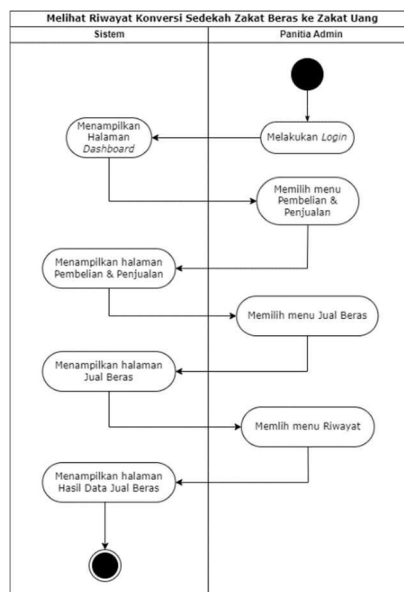 Melihat Riwayat Konversi Sedekah Zakat Beras ke Zakat Uang
Sistem
Panitia Admin
Melakukan Login
Menampilkan
Halaman
Dashboard
Memilih menu
Pembelian &
Penjualan
Menampilkan halaman
Pembelian & Penjualan
Memilih menu Jual Beras
Menampilkan halaman
Jual Beras
Memlih menu Riwayat
Menampilkan halaman
Hasil Data Jual Beras